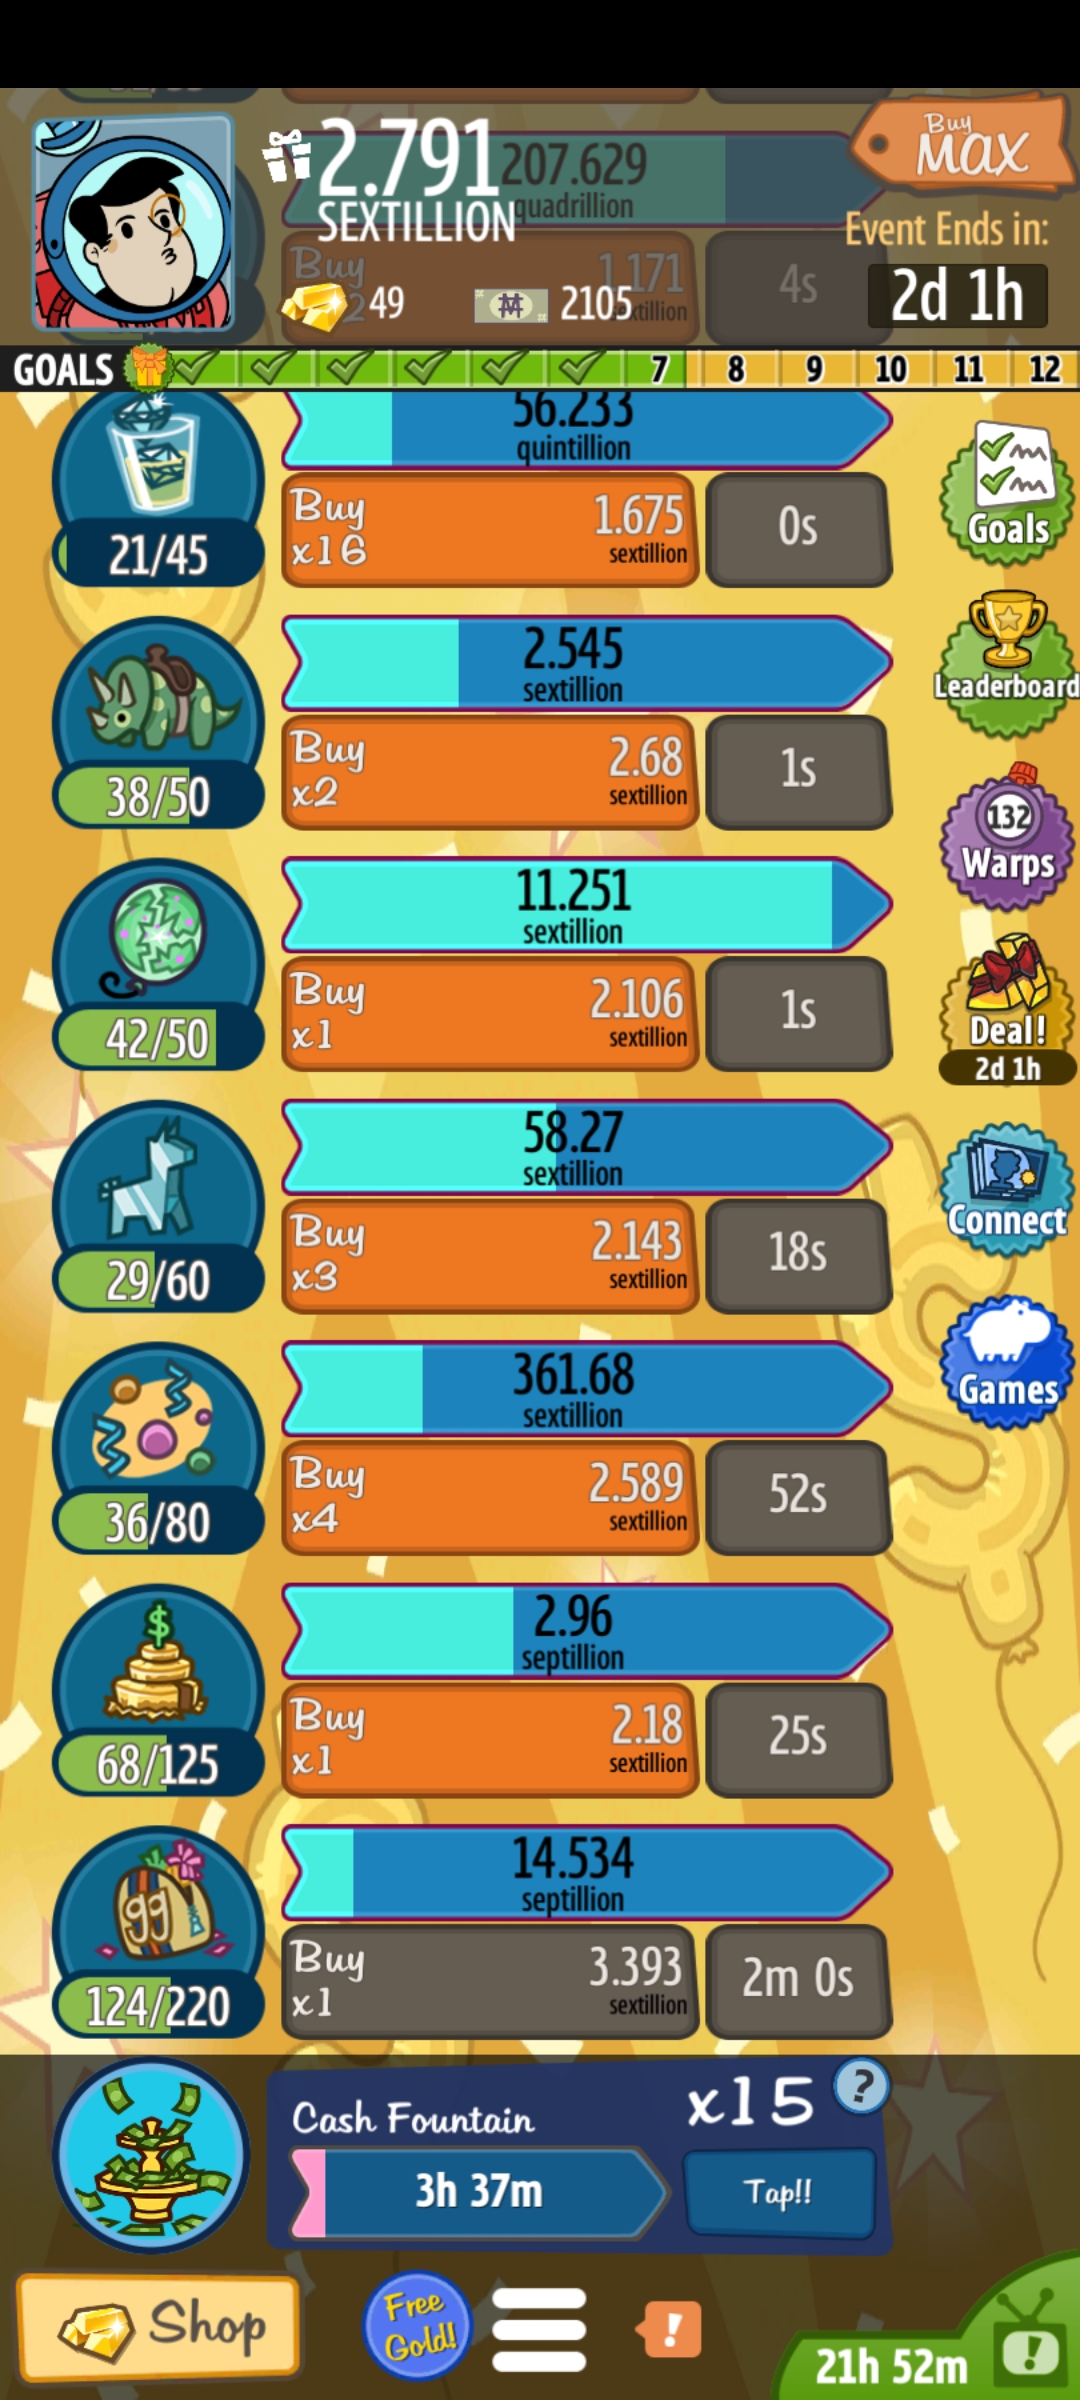 2.791
SEXTILLION
207.629
quadrillion
Buy
MAX
Event Ends in:
2d 1h
Buy
1.171
4s
49
2105
GOALS 7 8 9 10 11 12
56.233
quintillion
21/45
Buy
x16
1.675
sextillion
0s
Goals
2.545
sextillion
38/50
Buy
x2
2.68
sextillion
1s
Leaderboard
11.251
sextillion
42/50
Buy
x1
2.106
sextillion
1s
132
Warps
Deal!
2d 1h
58.27
sextillion
29/60
Buy
x3
2.143
sextillion
18s
Connect
361.68
sextillion
36/80
Buy
x4
2.589
sextillion
52s
Games
$
2.96
septillion
68/125
Buy
x1
2.18
sextillion
25s
gg
14.534
septillion
124/220
Buy
x1
3.393
sextillion
2m 0s
Cash Fountain
x15
?
3h 37m
Tap!!
Shop
Free
Gold!
!
21h 52m
!